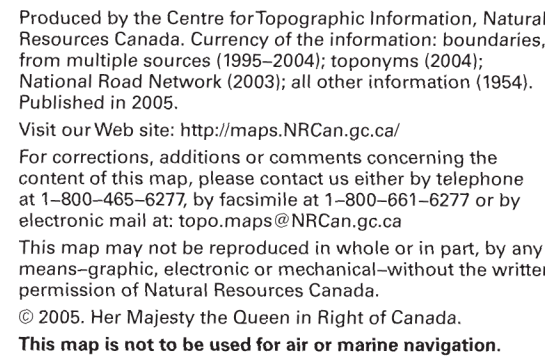 Produced by the Centre for Topographic Information, Natural
Resources Canada. Currency of the information: boundaries,
from multiple sources (1995–2004); toponyms (2004);
National Road Network (2003); all other information (1954).
Published in 2005.
Visit our Web site: http://maps.NRCan.gc.ca/
For corrections, additions or comments concerning the
content of this map, please contact us either by telephone
at 1–800–465–6277, by facsimile at 1–800–661–6277 or by
electronic mail at: topo.maps@NRCan.gc.ca
This map may not be reproduced in whole or in part, by any
means–graphic, electronic or mechanical–without the written
permission of Natural Resources Canada.
© 2005. Her Majesty the Queen in Right of Canada.
This map is not to be used for air or marine navigation.